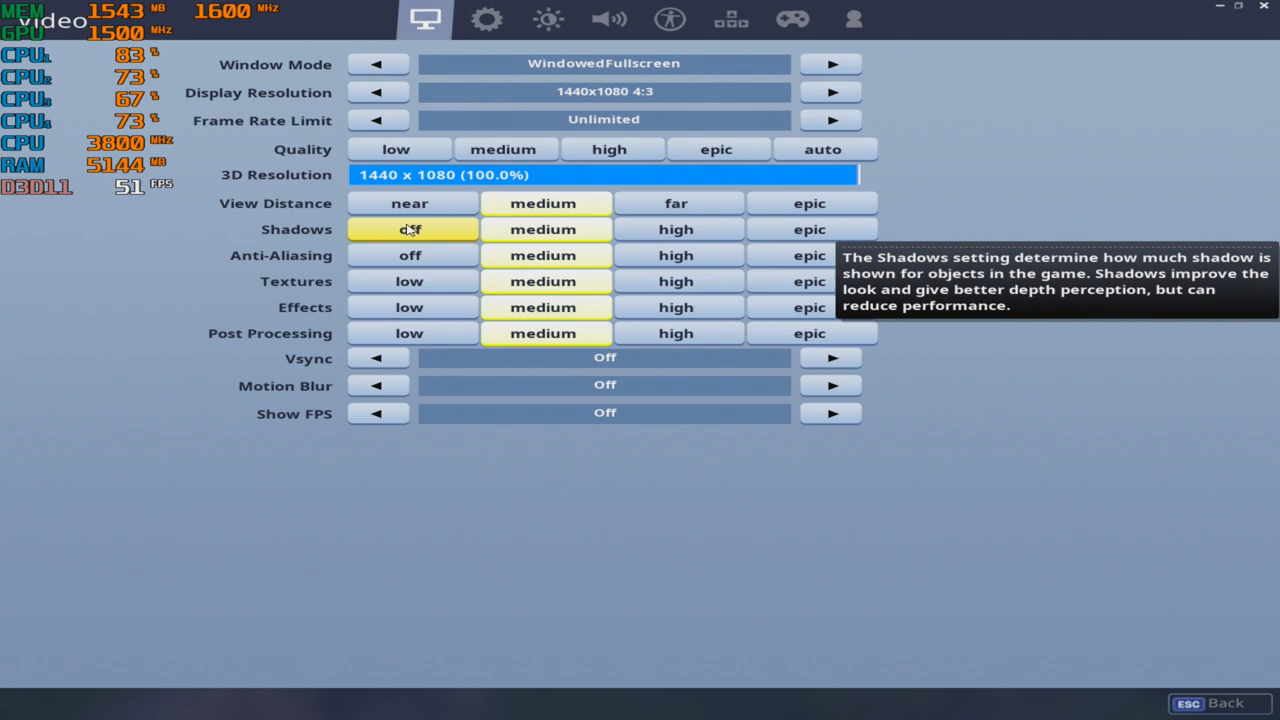 MEM 1543 MB 1600 MHz
video
GPU 1500 MHz
CPU1 83 %
CPU2 73 %
CPU3 67 %
CPU4 73 %
CPU 3800 MHz
RAM 5144 MB
D3D11 51 FPS
Window Mode WindowedFullscreen
Display Resolution 1440x1080 4:3
Frame Rate Limit Unlimited
Quality low medium high epic auto
3D Resolution 1440 x 1080 (100.0%)
View Distance near medium far epic
Shadows off medium high epic
Anti-Aliasing off medium high epic
Textures low medium high epic
Effects low medium high epic
Post Processing low medium high epic
Vsync Off
Motion Blur Off
Show FPS Off
The Shadows setting determine how much shadow is
shown for objects in the game. Shadows improve the
look and give better depth perception, but can
reduce performance.
ESC Back